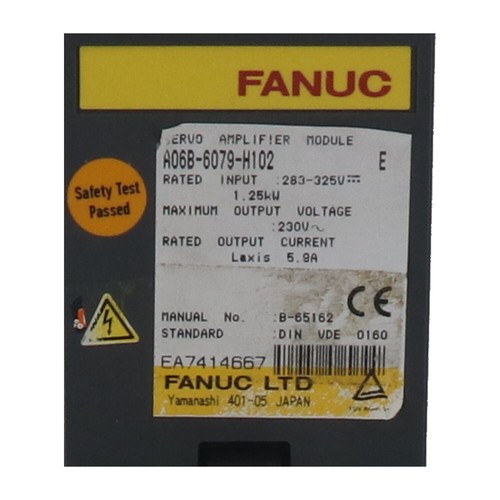 FANUC
SERVO AMPLIFIER MODULE
A06B-6079-H102 E
RATED INPUT :283-325V⎓
1.25kW
MAXIMUM OUTPUT VOLTAGE
:230V~
RATED OUTPUT CURRENT
Laxis 5.9A
Safety Test
Passed
CE
MANUAL No. :B-65162
STANDARD :DIN VDE 0160
EA7414667
FANUC LTD
Yamanashi 401-05 JAPAN